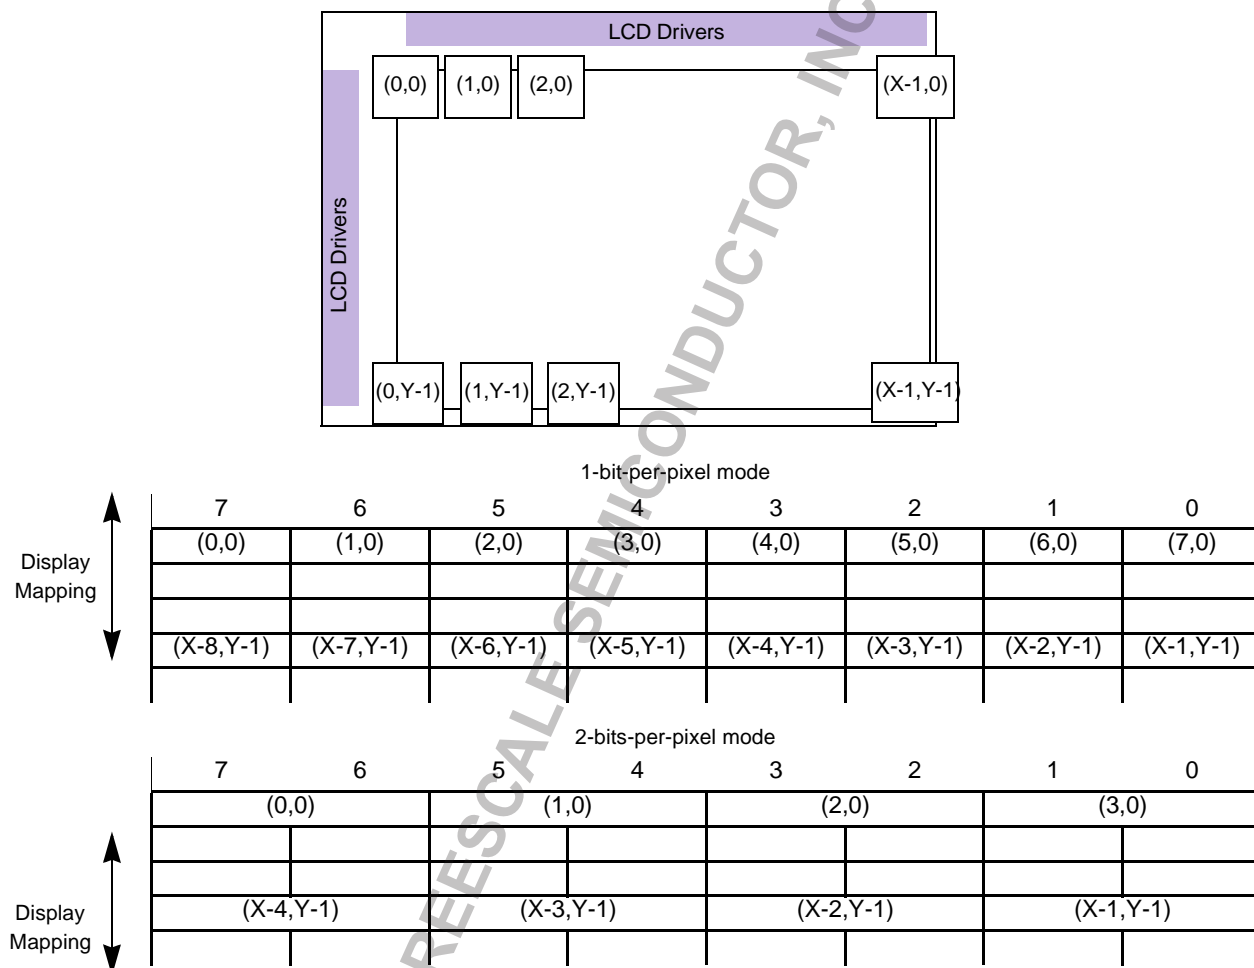 LCD Drivers
(0,0) (1,0) (2,0) (X-1,0)
LCD Drivers
(0,Y-1) (1,Y-1) (2,Y-1) (X-1,Y-1)
1-bit-per-pixel mode
7 6 5 4 3 2 1 0
(0,0) (1,0) (2,0) (3,0) (4,0) (5,0) (6,0) (7,0)
Display
Mapping
(X-8,Y-1) (X-7,Y-1) (X-6,Y-1) (X-5,Y-1) (X-4,Y-1) (X-3,Y-1) (X-2,Y-1) (X-1,Y-1)
2-bits-per-pixel mode
7 6 5 4 3 2 1 0
(0,0) (1,0) (2,0) (3,0)
(X-4,Y-1) (X-3,Y-1) (X-2,Y-1) (X-1,Y-1)
Display
Mapping
REESCALE SEMICONDUCTOR, INC